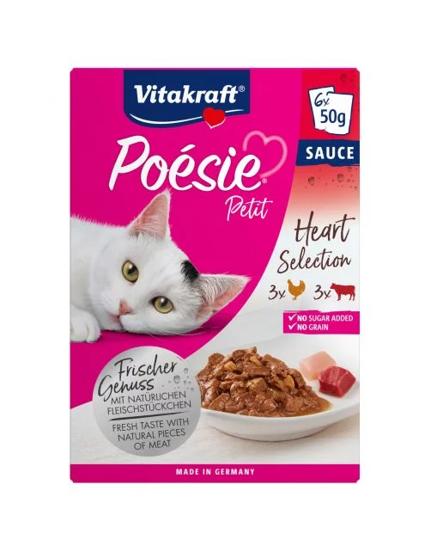 Vitakraft®
6x
50g
SAUCE
Poésie®
Petit
Heart
Selection
3x 3x
NO SUGAR ADDED
NO GRAIN
Frischer
Genuss
MIT NATÜRLICHEN
FLEISCHSTÜCKCHEN
FRESH TASTE WITH
NATURAL PIECES
OF MEAT
MADE IN GERMANY